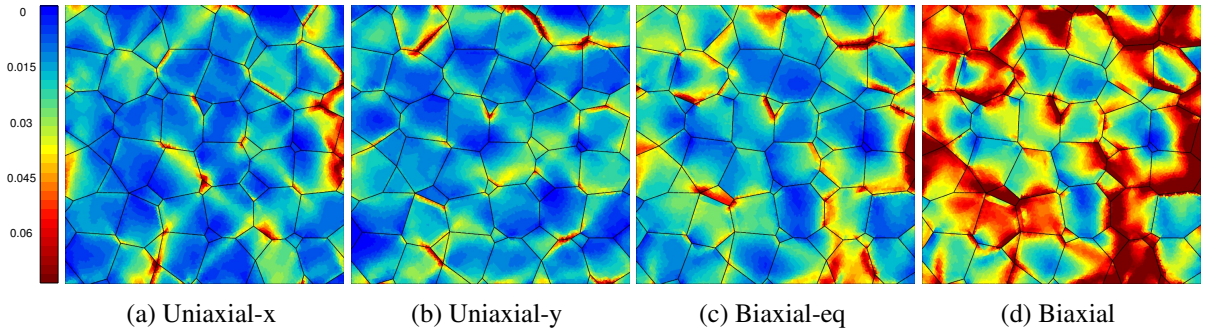 0
0.015
0.03
0.045
0.06
(a) Uniaxial-x
(b) Uniaxial-y
(c) Biaxial-eq
(d) Biaxial